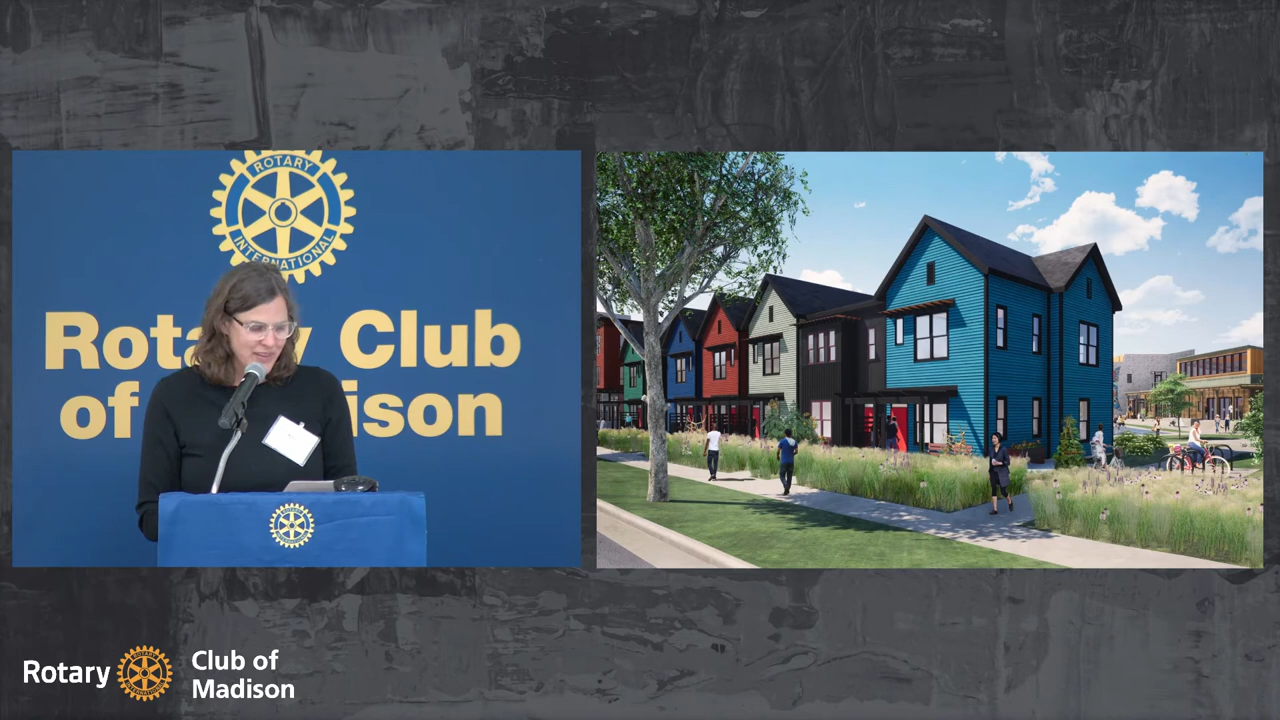 ROTARY
INTERNATIONAL
Rota y Club
of ison
Rotary
Club of
Madison